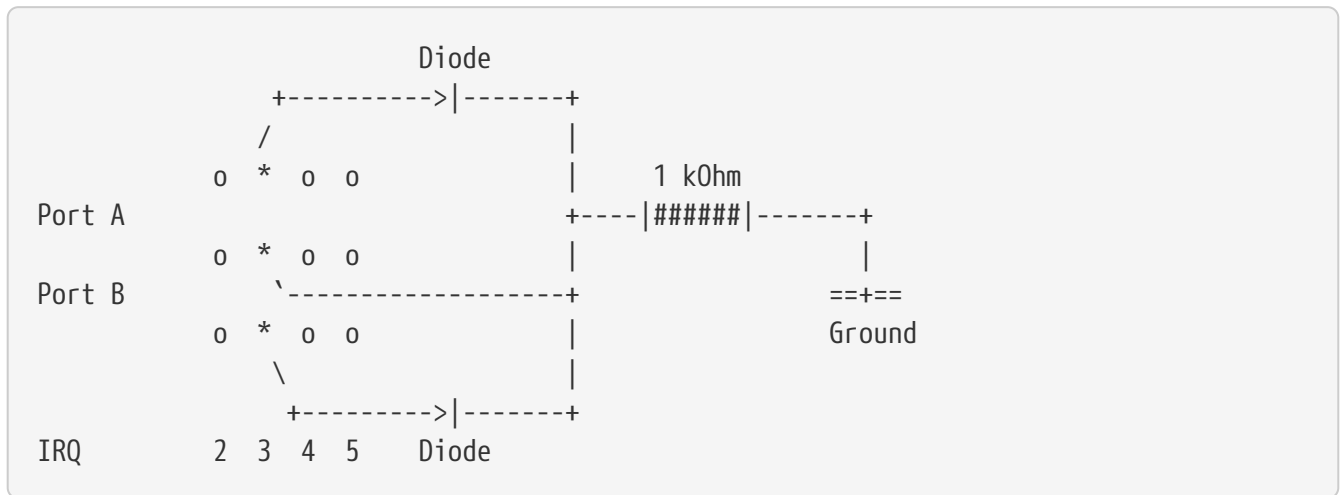 Diode
+---------->|-------+
/ |
o * o o | 1 kOhm
Port A +----|######|-------+
o * o o | |
Port B `-------------------+ ==+==
o * o o | Ground
\ |
+--------->|-------+
IRQ 2 3 4 5 Diode